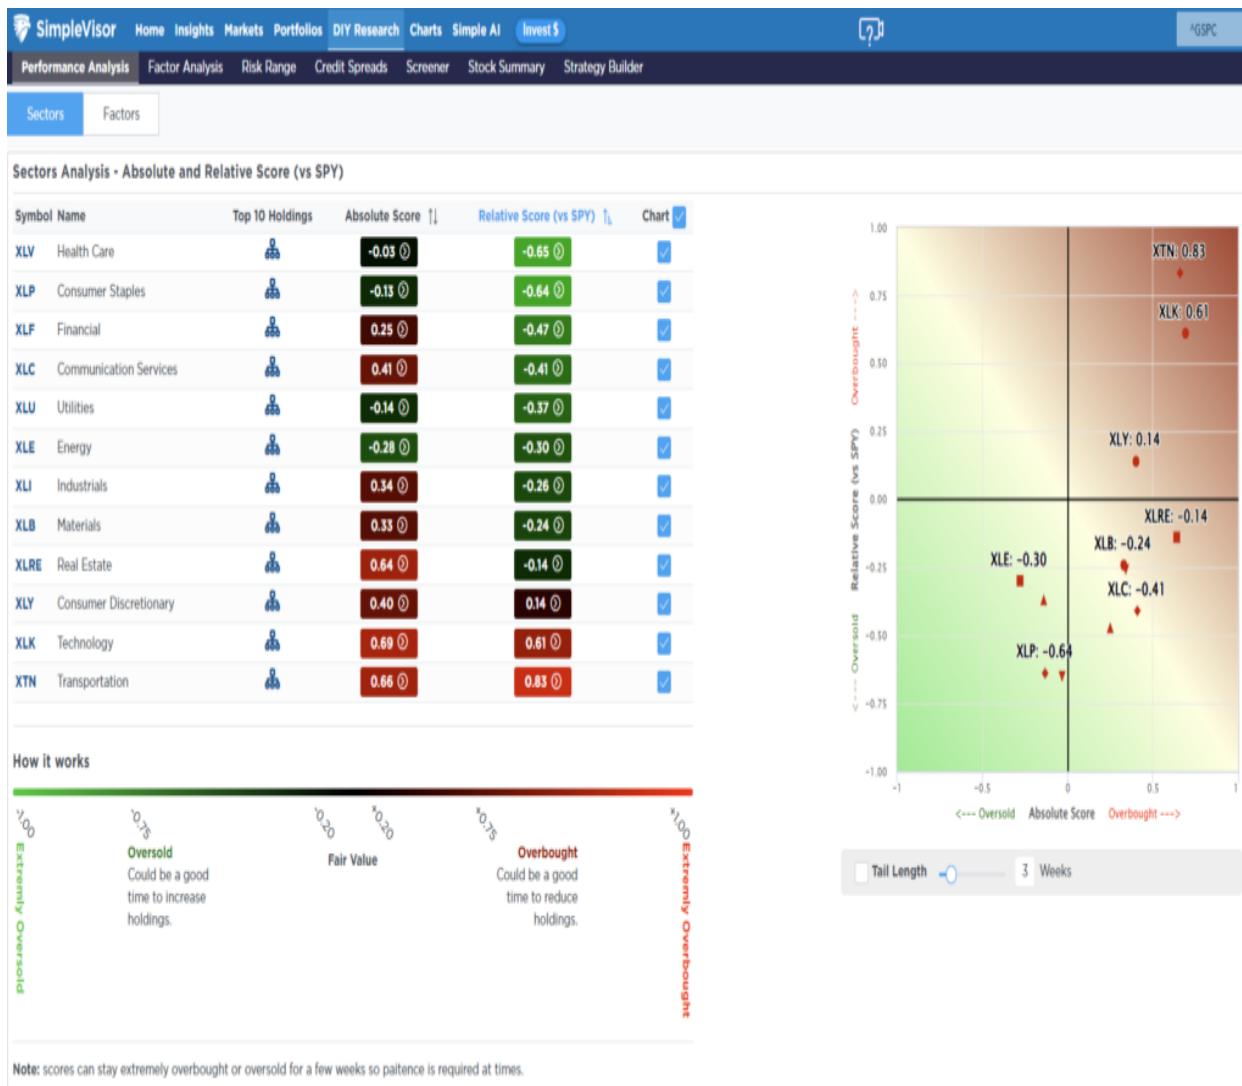 SimpleVisor Home Insights Markets Portfolios DIY Research Charts Simple AI Invest $ ^GSPC
Performance Analysis Factor Analysis Risk Range Credit Spreads Screener Stock Summary Strategy Builder
Sectors Factors
Sectors Analysis - Absolute and Relative Score (vs SPY)
Symbol Name Top 10 Holdings Absolute Score Relative Score (vs SPY) Chart
XLV Health Care -0.03 -0.65
XLP Consumer Staples -0.13 -0.64
XLF Financial 0.25 -0.47
XLC Communication Services 0.41 -0.41
XLU Utilities -0.14 -0.37
XLE Energy -0.28 -0.30
XLI Industrials 0.34 -0.26
XLB Materials 0.33 -0.24
XLRE Real Estate 0.64 -0.14
XLY Consumer Discretionary 0.40 0.14
XLK Technology 0.69 0.61
XTN Transportation 0.66 0.83
How it works
-1.00 -0.75 -0.20 +0.20 +0.75 +1.00
Extremly Oversold
Oversold
Could be a good
time to increase
holdings.
Fair Value
Overbought
Could be a good
time to reduce
holdings.
Extremly Overbought
Note: scores can stay extremely overbought or oversold for a few weeks so paitence is required at times.
1.00
0.75
0.50
0.25
0.00
-0.25
-0.50
-0.75
-1.00
<--- Oversold Relative Score (vs SPY) Overbought --->
XTN: 0.83
XLK: 0.61
XLY: 0.14
XLRE: -0.14
XLB: -0.24
XLE: -0.30
XLC: -0.41
XLP: -0.64
-1 -0.5 0 0.5 1
<--- Oversold Absolute Score Overbought --->
Tail Length 3 Weeks